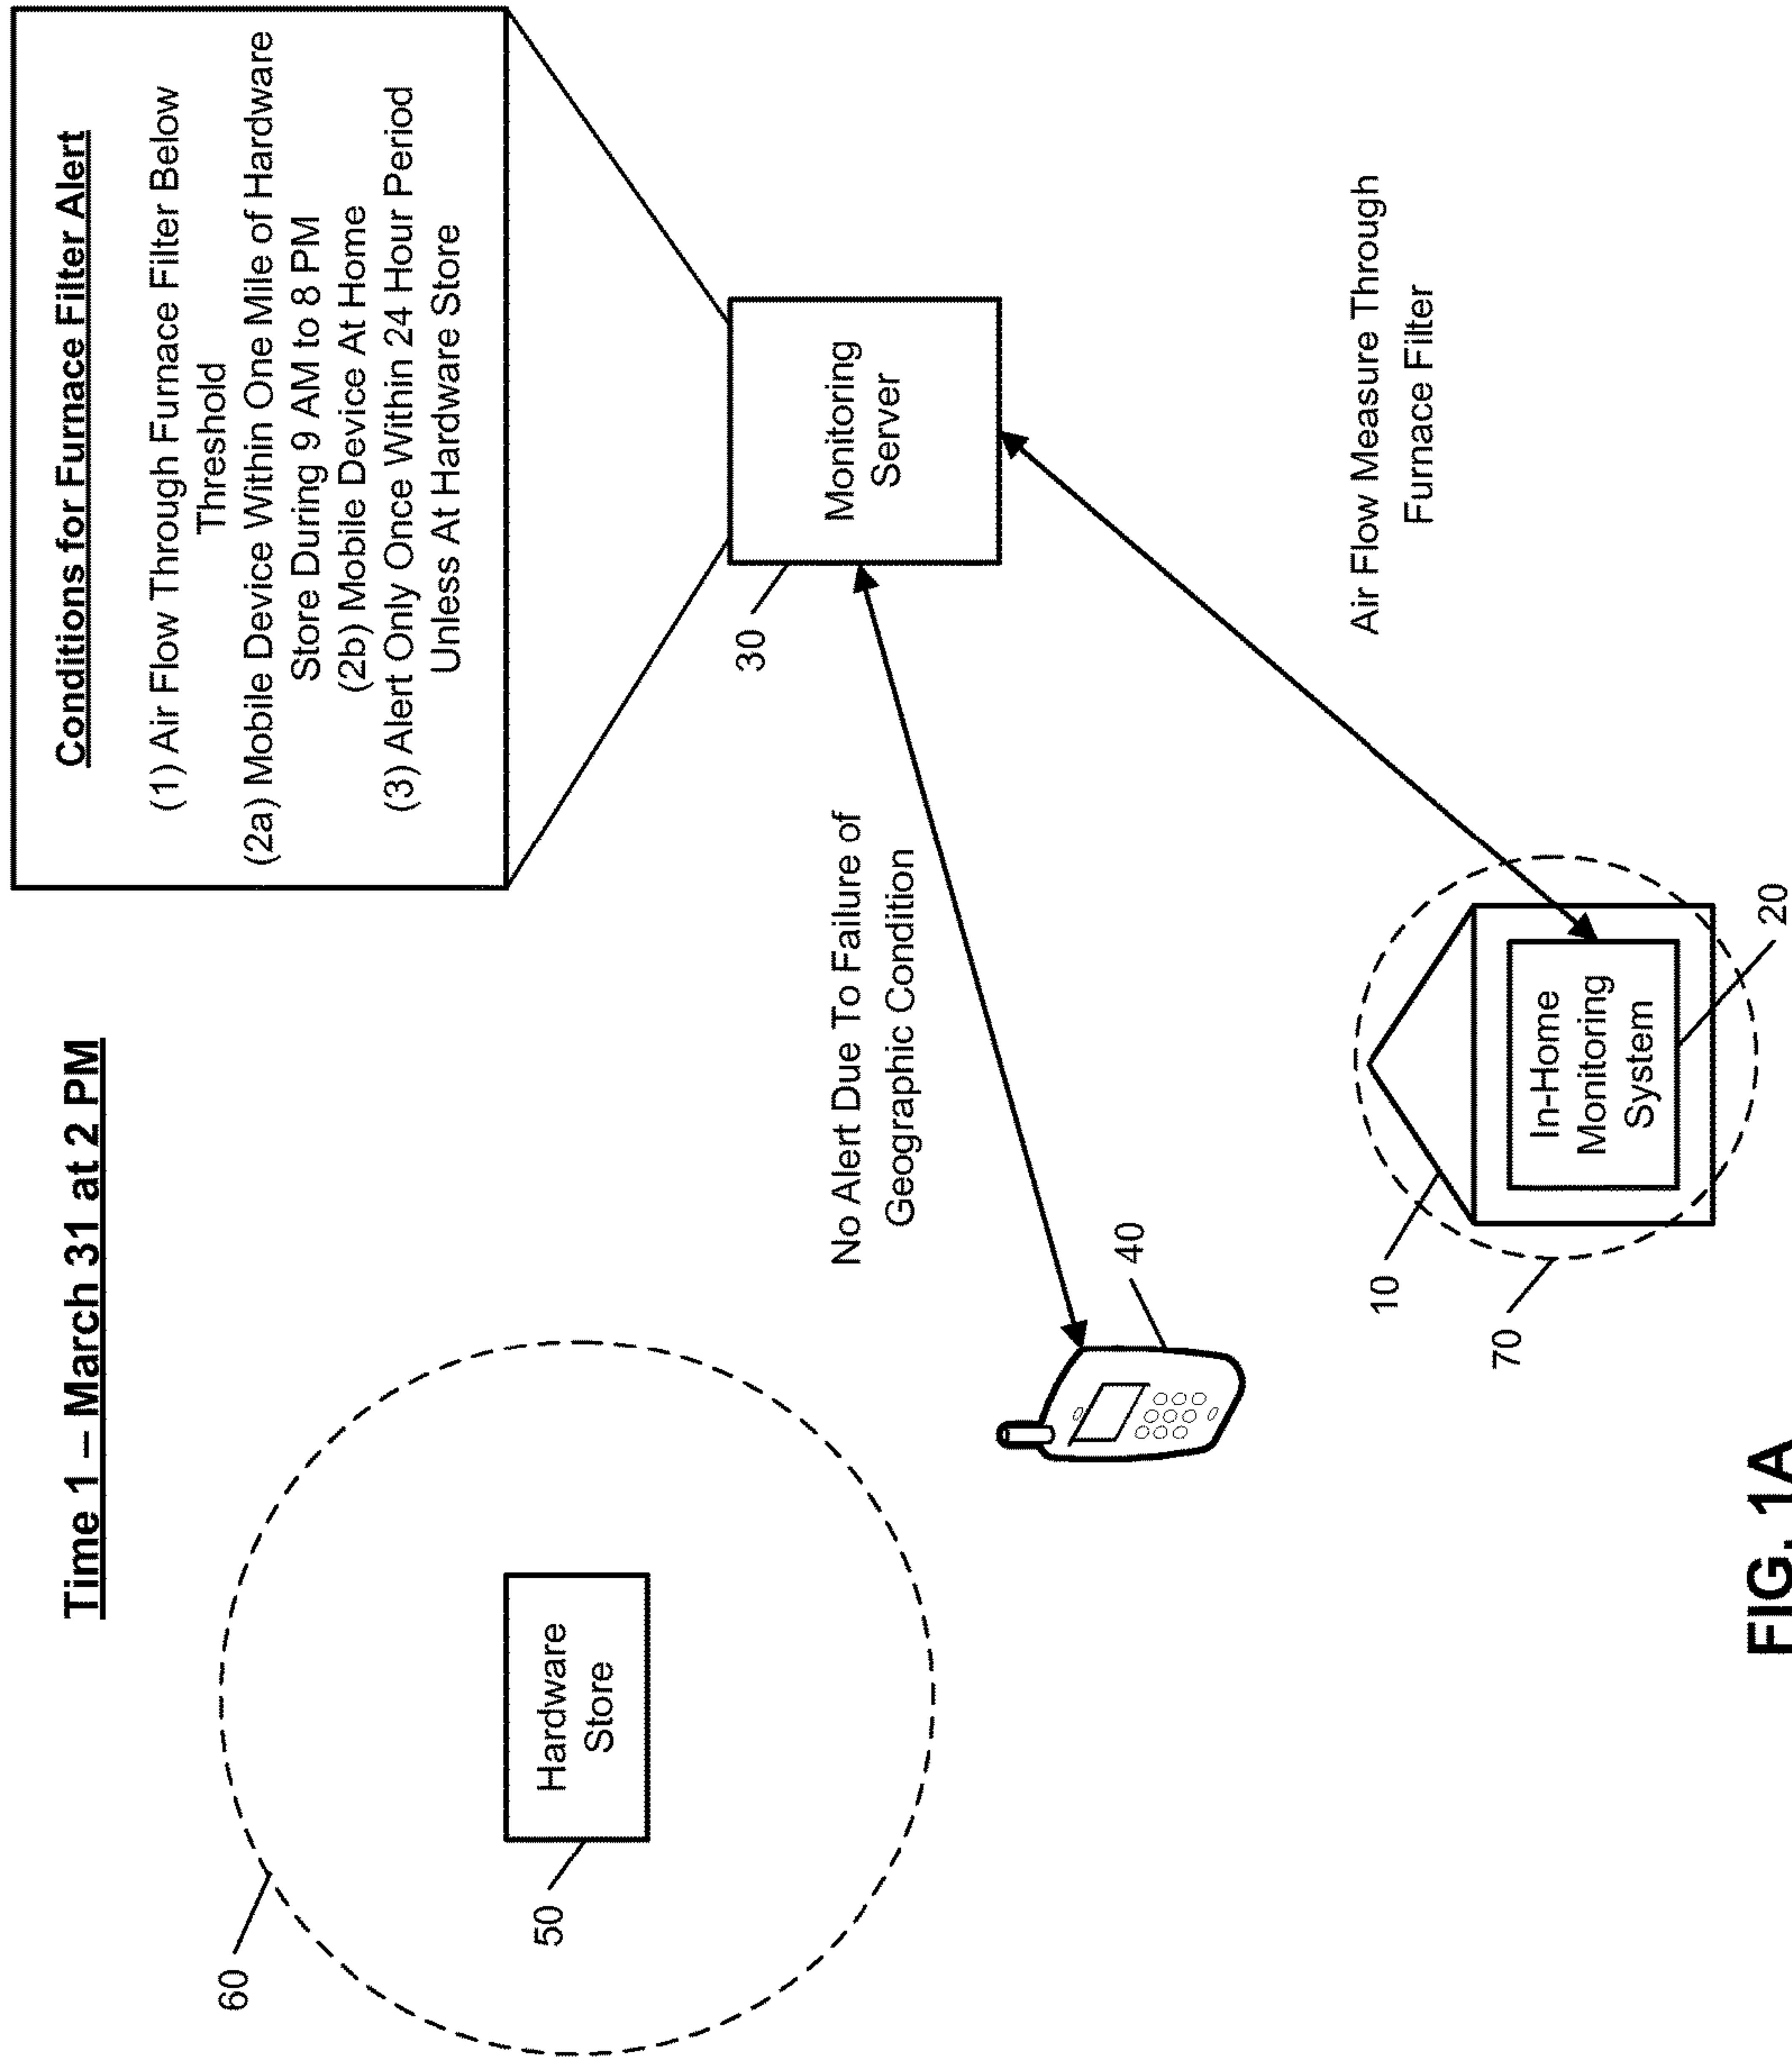 Time 1 – March 31 at 2 PM
Conditions for Furnace Filter Alert
(1) Air Flow Through Furnace Filter Below
Threshold
(2a) Mobile Device Within One Mile of Hardware
Store During 9 AM to 8 PM
(2b) Mobile Device At Home
(3) Alert Only Once Within 24 Hour Period
Unless At Hardware Store
60
Hardware
Store
50
Monitoring
Server
30
No Alert Due To Failure of
Geographic Condition
40
Air Flow Measure Through
Furnace Filter
10
70
In-Home
Monitoring
System
20
FIG. 1A